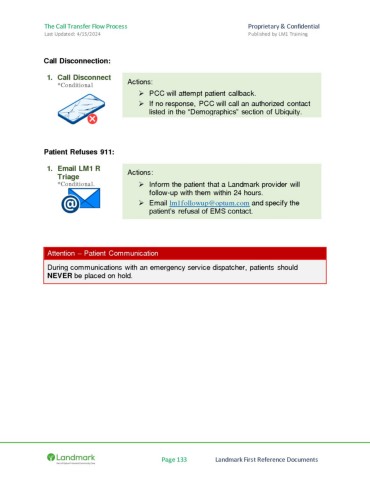 The Call Transfer Flow Process
Proprietary & Confidential
Last Updated: 4/15/2024
Published by LM1 Training
Call Disconnection:
1. Call Disconnect
*Conditional
Actions:
➢ PCC will attempt patient callback.
➢ If no response, PCC will call an authorized contact
listed in the "Demographics" section of Ubiquity.
Patient Refuses 911:
1. Email LM1 R
Triage
*Conditional
@
Actions:
➢ Inform the patient that a Landmark provider will
follow-up with them within 24 hours.
➢ Email lm1followup@optum.com and specify the
patient's refusal of EMS contact.
Attention – Patient Communication
During communications with an emergency service dispatcher, patients should
NEVER be placed on hold.
Landmark
Page 133
Landmark First Reference Documents